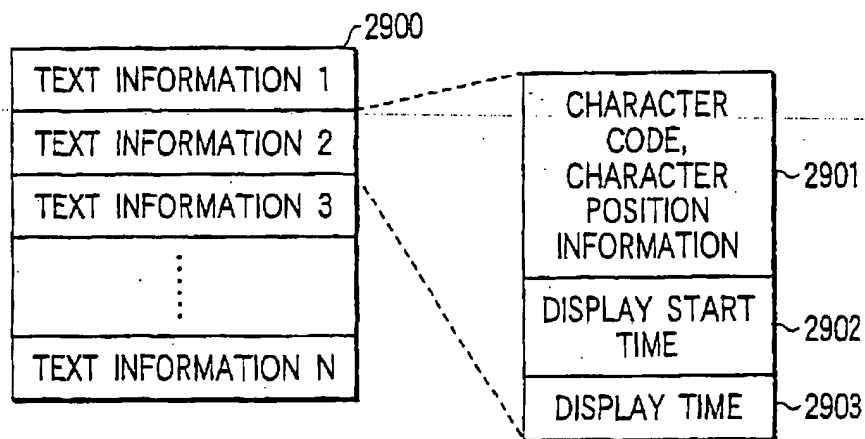 2900
TEXT INFORMATION 1
TEXT INFORMATION 2
TEXT INFORMATION 3
TEXT INFORMATION N
CHARACTER
CODE,
CHARACTER
POSITION
INFORMATION
2901
DISPLAY START
TIME
2902
DISPLAY TIME
2903